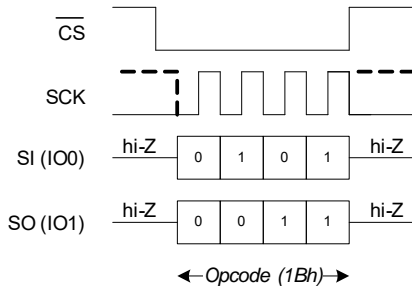 CS
SCK
hi-Z 0 1 0 1 hi-Z
SI (IO0)
hi-Z 0 0 1 1 hi-Z
SO (IO1)
Opcode (1Bh)